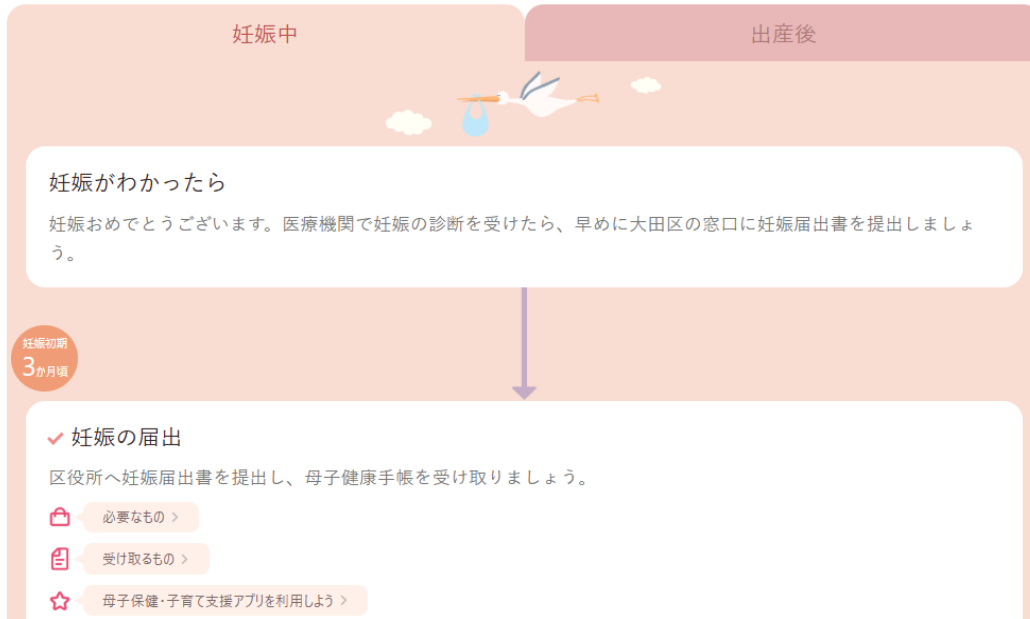 妊娠中
出産後
妊娠がわかったら
妊娠おめでとうございます。医療機関で妊娠の診断を受けたら、早めに大田区の窓口に妊娠届出書を提出しましょ
う。
妊娠初期
3か月頃
妊娠の届出
区役所へ妊娠届出書を提出し、母子健康手帳を受け取りましょう。
必要なもの
受け取るもの
母子保健・子育て支援アプリを利用しよう